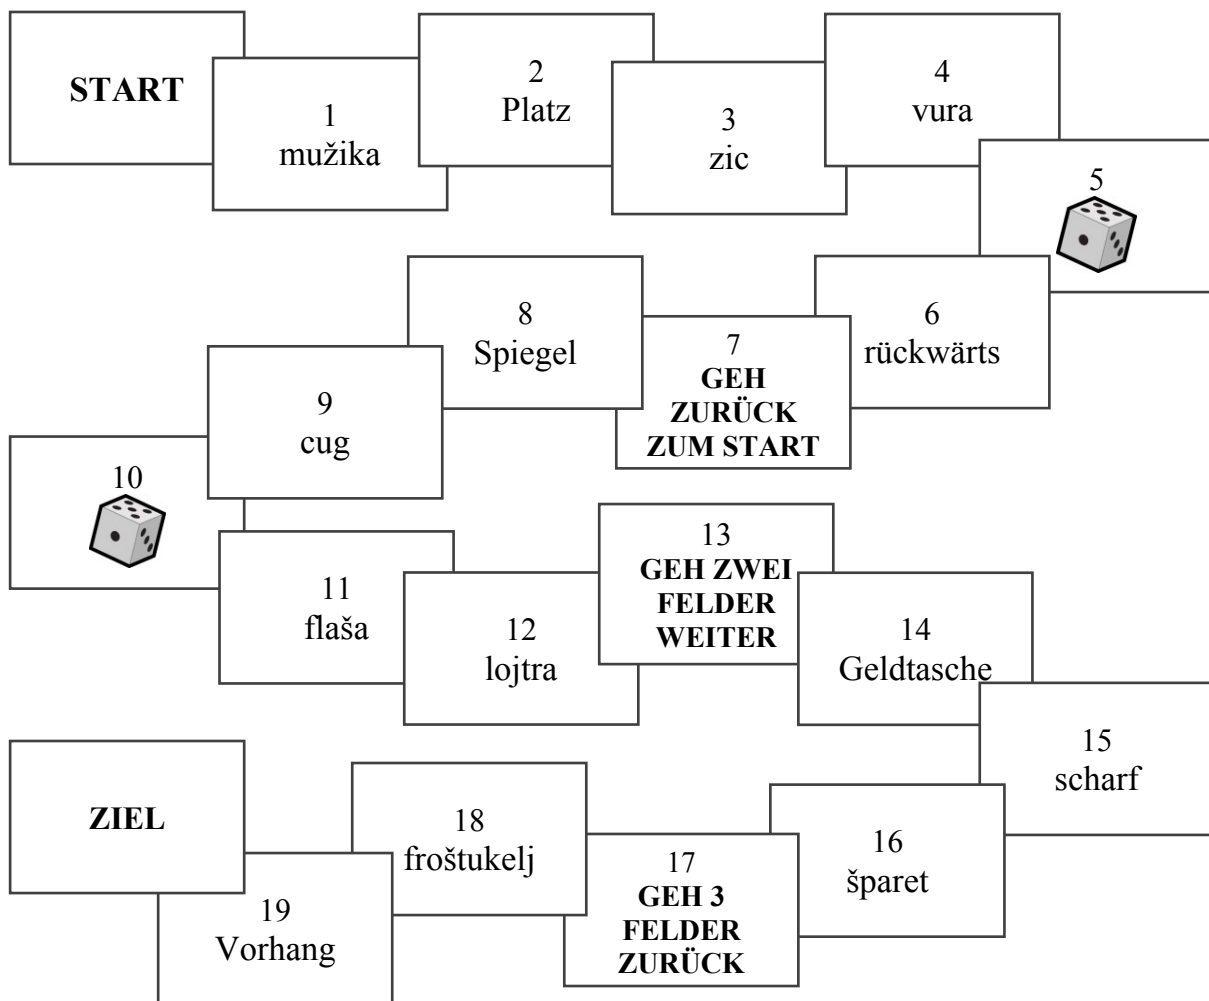 START
1
mužika
2
Platz
3
zic
4
vura
5
6
rückwärts
7
GEH
ZURÜCK
ZUM START
8
Spiegel
9
cug
10
11
flaša
12
lojtra
13
GEH ZWEI
FELDER
WEITER
14
Geldtasche
15
scharf
16
šparet
17
GEH 3
FELDER
ZURÜCK
18
froštukelj
19
Vorhang
ZIEL